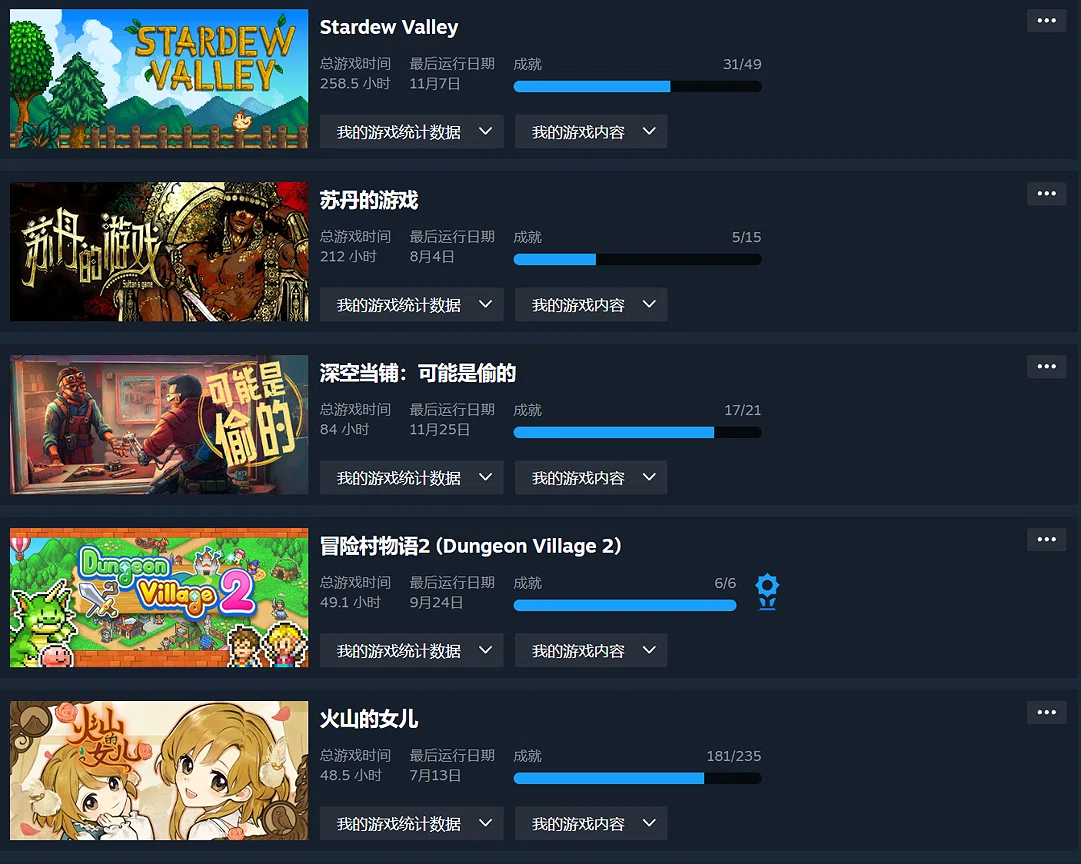 STARDEW
VALLEY
Stardew Valley
总游戏时间 最后运行日期 成就 31/49
258.5 小时 11月7日
我的游戏统计数据 我的游戏内容
苏丹的游戏
Sultan's game
苏丹的游戏
总游戏时间 最后运行日期 成就 5/15
212 小时 8月4日
我的游戏统计数据 我的游戏内容
可能是
偷的
深空当铺：可能是偷的
总游戏时间 最后运行日期 成就 17/21
84 小时 11月25日
我的游戏统计数据 我的游戏内容
Dungeon
Village 2
冒险村物语2 (Dungeon Village 2)
总游戏时间 最后运行日期 成就 6/6
49.1 小时 9月24日
我的游戏统计数据 我的游戏内容
火山
的
女儿
火山的女儿
总游戏时间 最后运行日期 成就 181/235
48.5 小时 7月13日
我的游戏统计数据 我的游戏内容